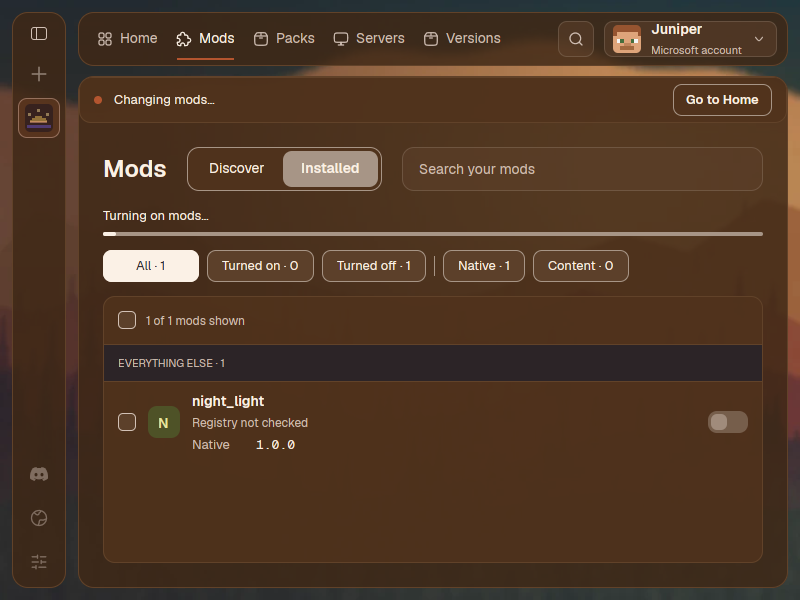 Home
Mods
Packs
Servers
Versions
Juniper
Microsoft account
Changing mods…
Go to Home
Mods
Discover
Installed
Search your mods
Turning on mods…
All · 1
Turned on · 0
Turned off · 1
Native · 1
Content · 0
1 of 1 mods shown
EVERYTHING ELSE · 1
N
night_light
Registry not checked
Native 1.0.0